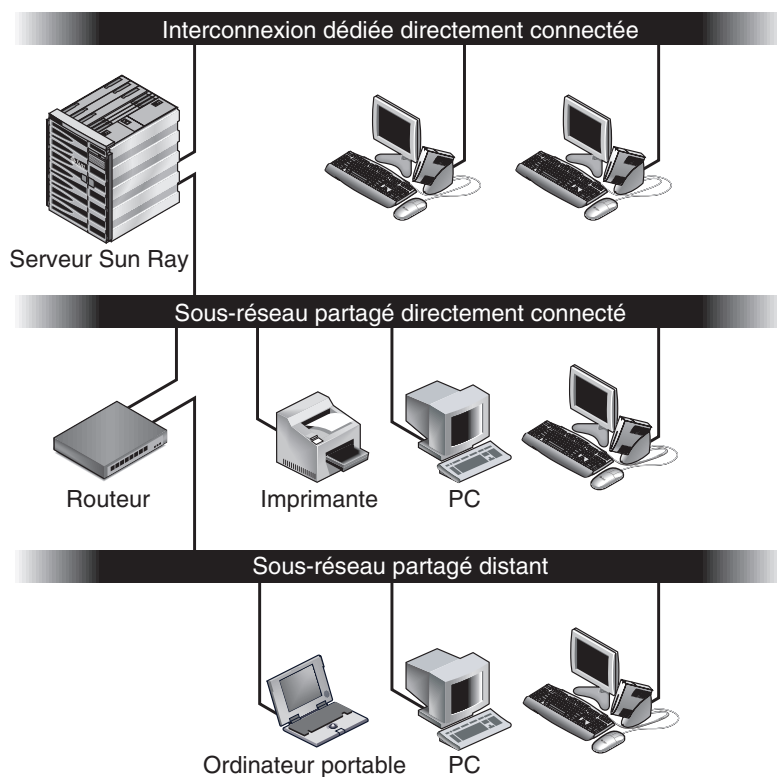 Interconnexion dédiée directement connectée
Serveur Sun Ray
Sous-réseau partagé directement connecté
Routeur
Imprimante
PC
Sous-réseau partagé distant
Ordinateur portable
PC